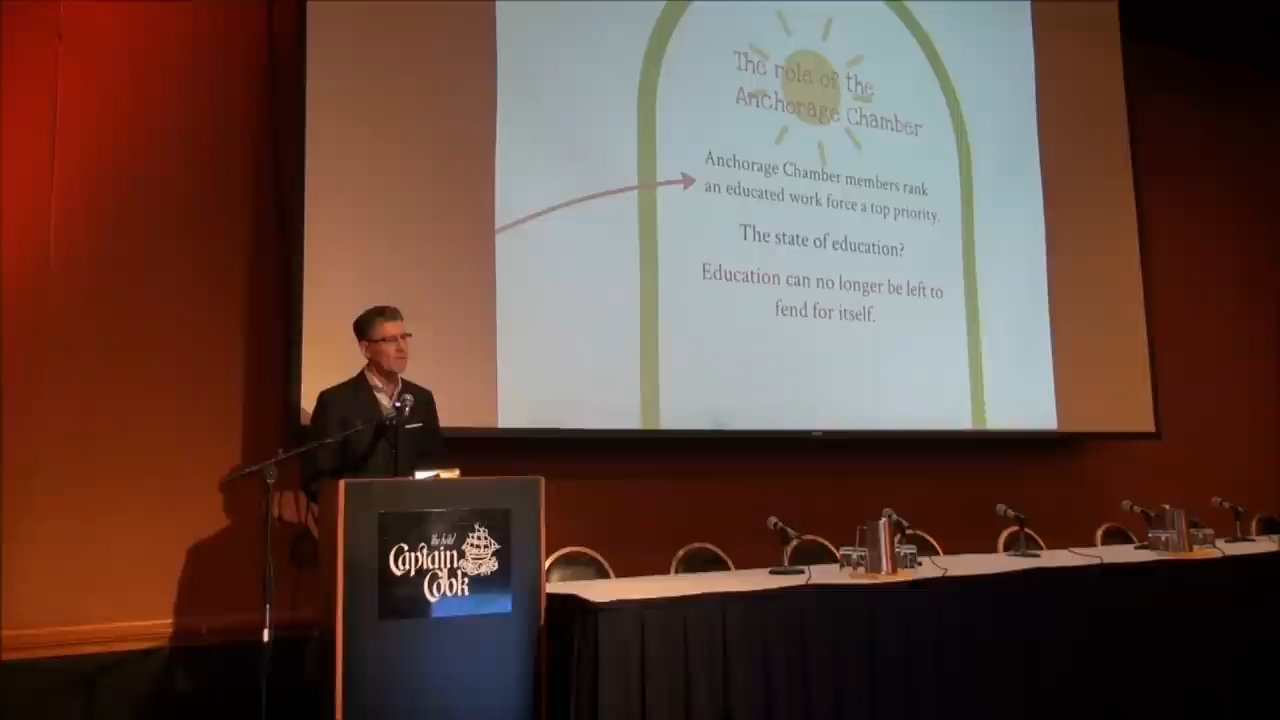 The role of the
Anchorage Chamber
Anchorage Chamber members rank
an educated work force a top priority.
The state of education?
Education can no longer be left to
fend for itself.
the hotel
Captain
Cook